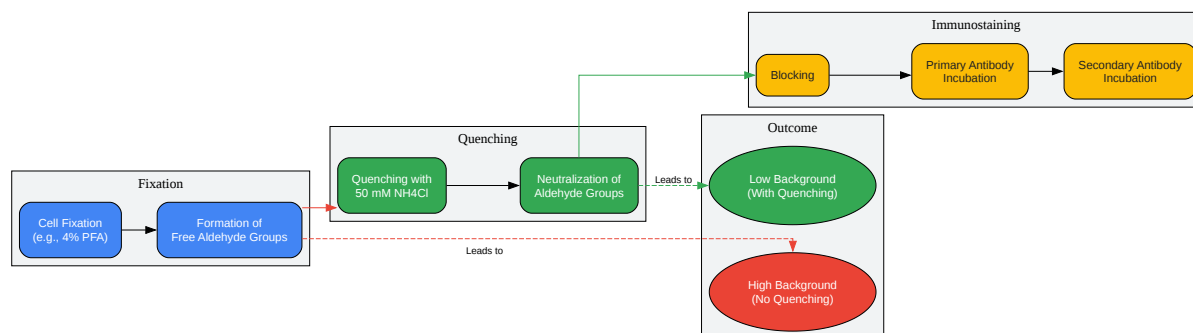 Immunostaining
Blocking
Primary Antibody
Incubation
Secondary Antibody
Incubation
Quenching
Quenching with
50 mM NH4Cl
Neutralization of
Aldehyde Groups
Leads to
Outcome
Low Background
(With Quenching)
High Background
(No Quenching)
Fixation
Cell Fixation
(e.g., 4% PFA)
Formation of
Free Aldehyde Groups
Leads to